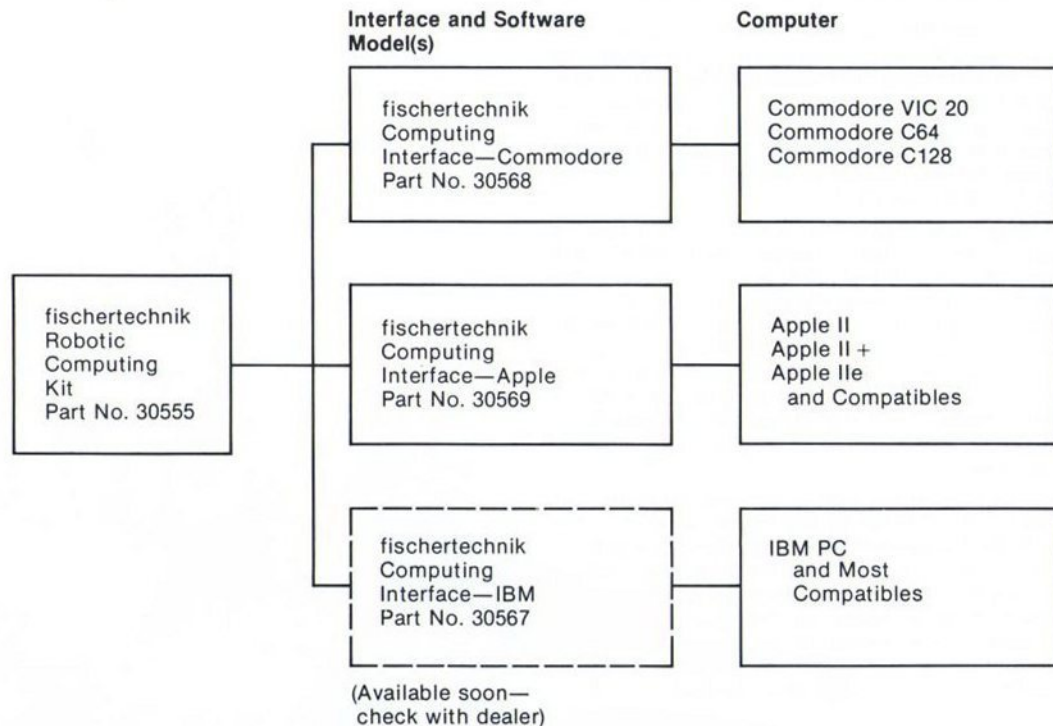 Interface and Software
Model(s)
Computer
fischertechnik
Computing
Interface—Commodore
Part No. 30568
Commodore VIC 20
Commodore C64
Commodore C128
fischertechnik
Robotic
Computing
Kit
Part No. 30555
fischertechnik
Computing
Interface—Apple
Part No. 30569
Apple II
Apple II +
Apple IIe
and Compatibles
fischertechnik
Computing
Interface—IBM
Part No. 30567
IBM PC
and Most
Compatibles
(Available soon—
check with dealer)